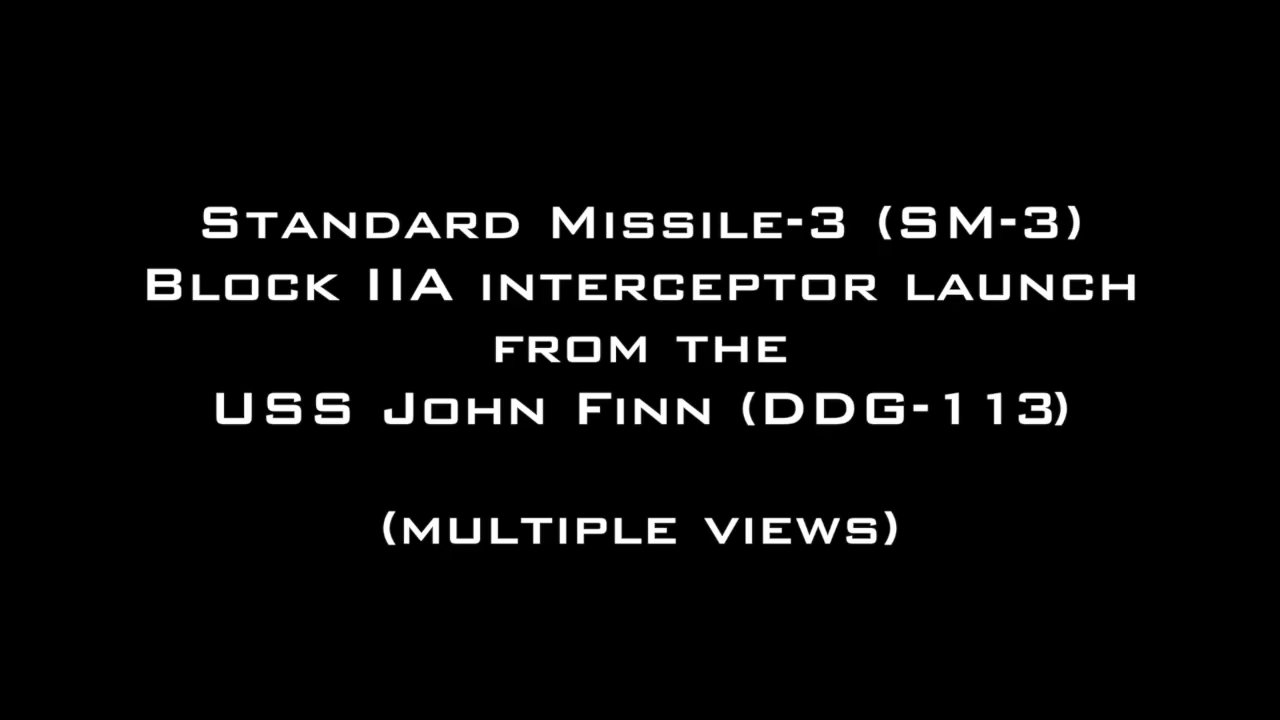 Standard Missile-3 (SM-3)
Block IIA interceptor launch
from the
USS John Finn (DDG-113)
(multiple views)